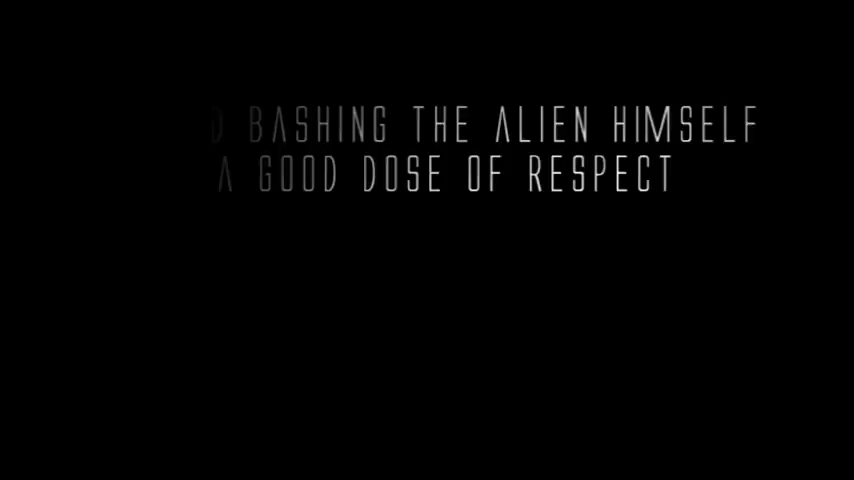 BASHING THE ALIEN HIMSELF
A GOOD DOSE OF RESPECT